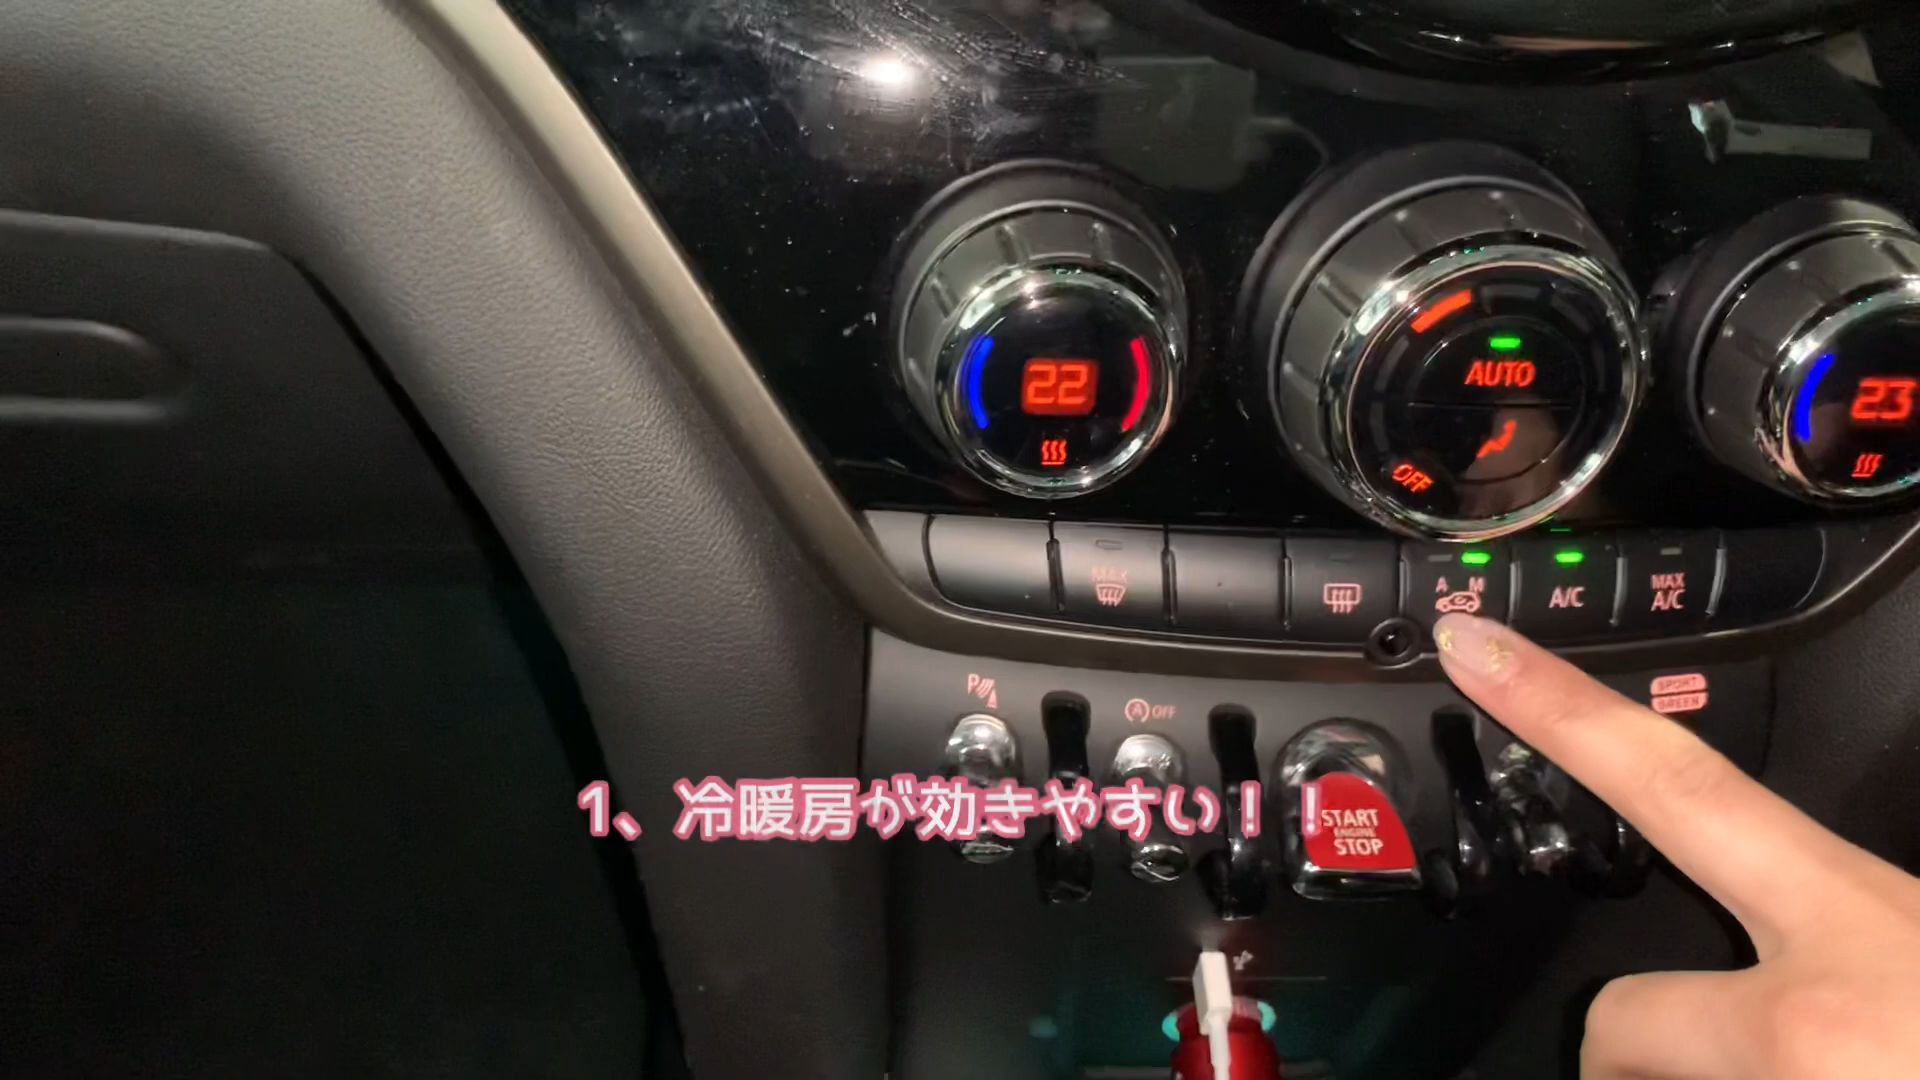 22
AUTO
OFF
23
MAX
A M
A/C
MAX
A/C
P
A OFF
SPORT
GREEN
1、冷暖房が効きやすい！！
START
ENGINE
STOP